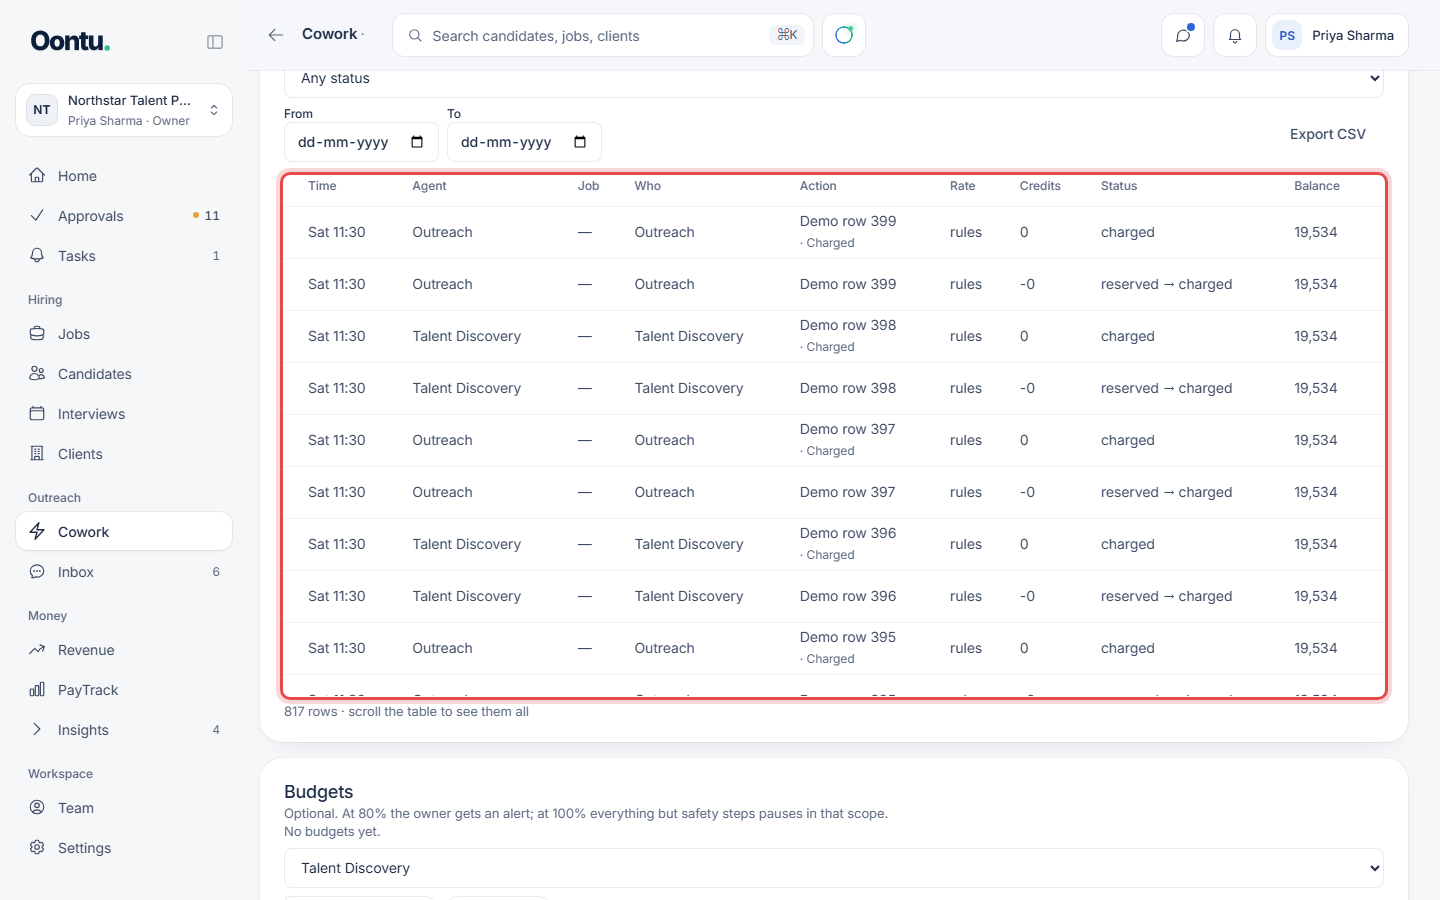 Oontu.
Cowork ·
Search candidates, jobs, clients
⌘K
PS Priya Sharma
NT Northstar Talent P...
Priya Sharma · Owner
Home
Approvals 11
Tasks 1
Hiring
Jobs
Candidates
Interviews
Clients
Outreach
Cowork
Inbox 6
Money
Revenue
PayTrack
Insights 4
Workspace
Team
Settings
Any status
From To
dd-mm-yyyy dd-mm-yyyy Export CSV
Time Agent Job Who Action Rate Credits Status Balance
Sat 11:30 Outreach — Outreach Demo row 399 rules 0 charged 19,534
· Charged
Sat 11:30 Outreach — Outreach Demo row 399 rules -0 reserved → charged 19,534
Sat 11:30 Talent Discovery — Talent Discovery Demo row 398 rules 0 charged 19,534
· Charged
Sat 11:30 Talent Discovery — Talent Discovery Demo row 398 rules -0 reserved → charged 19,534
Sat 11:30 Outreach — Outreach Demo row 397 rules 0 charged 19,534
· Charged
Sat 11:30 Outreach — Outreach Demo row 397 rules -0 reserved → charged 19,534
Sat 11:30 Talent Discovery — Talent Discovery Demo row 396 rules 0 charged 19,534
· Charged
Sat 11:30 Talent Discovery — Talent Discovery Demo row 396 rules -0 reserved → charged 19,534
Sat 11:30 Outreach — Outreach Demo row 395 rules 0 charged 19,534
· Charged
817 rows · scroll the table to see them all
Budgets
Optional. At 80% the owner gets an alert; at 100% everything but safety steps pauses in that scope.
No budgets yet.
Talent Discovery